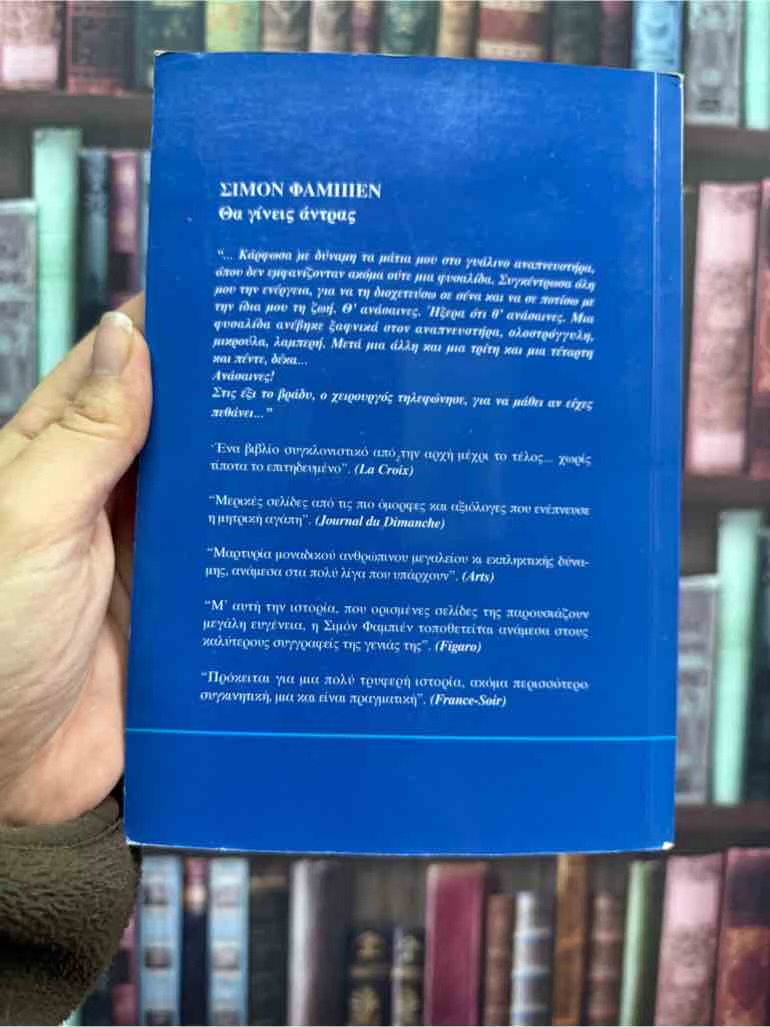 ΣΙΜΟΝ ΦΑΜΠΙΕΝ
Θα γίνεις άντρας
“... Κάρφωσα με δύναμη τα μάτια μου στο γυάλινο αναπνευστήρα,
όπου δεν εμφανίζονταν ακόμα ούτε μια φυσαλίδα. Συγκέντρωσα όλη
μου την ενέργεια, για να τη διοχετεύσω σε σένα και να σε ποτίσω με
την ίδια μου τη ζωή. Θ’ ανάσαινες. Ήξερα ότι θ’ ανάσαινες. Μια
φυσαλίδα ανέβηκε ξαφνικά στον αναπνευστήρα, ολοστρόγγυλη,
μικρούλα, λαμπερή. Μετά μια άλλη και μια τρίτη και μια τέταρτη
και πέντε, δέκα...
Ανάσαινες!
Στις έξι το βράδυ, ο χειρουργός τηλεφώνησε, για να μάθει αν είχες
πεθάνει...”
“Ένα βιβλίο συγκλονιστικό από την αρχή μέχρι το τέλος... χωρίς
τίποτα το επιτηδευμένο”. (La Croix)
“Μερικές σελίδες από τις πιο όμορφες και αξιόλογες που ενέπνευσε
η μητρική αγάπη”. (Journal du Dimanche)
“Μαρτυρία μοναδικού ανθρώπινου μεγαλείου κι εκπληκτικής δύνα-
μης, ανάμεσα στα πολύ λίγα που υπάρχουν”. (Arts)
“Μ’ αυτή την ιστορία, που ορισμένες σελίδες της παρουσιάζουν
μεγάλη ευγένεια, η Σιμόν Φαμπιέν τοποθετείται ανάμεσα στους
καλύτερους συγγραφείς της γενιάς της”. (Figaro)
“Πρόκειται για μια πολύ τρυφερή ιστορία, ακόμα περισσότερο
συγκινητική, μια και είναι πραγματική”. (France-Soir)